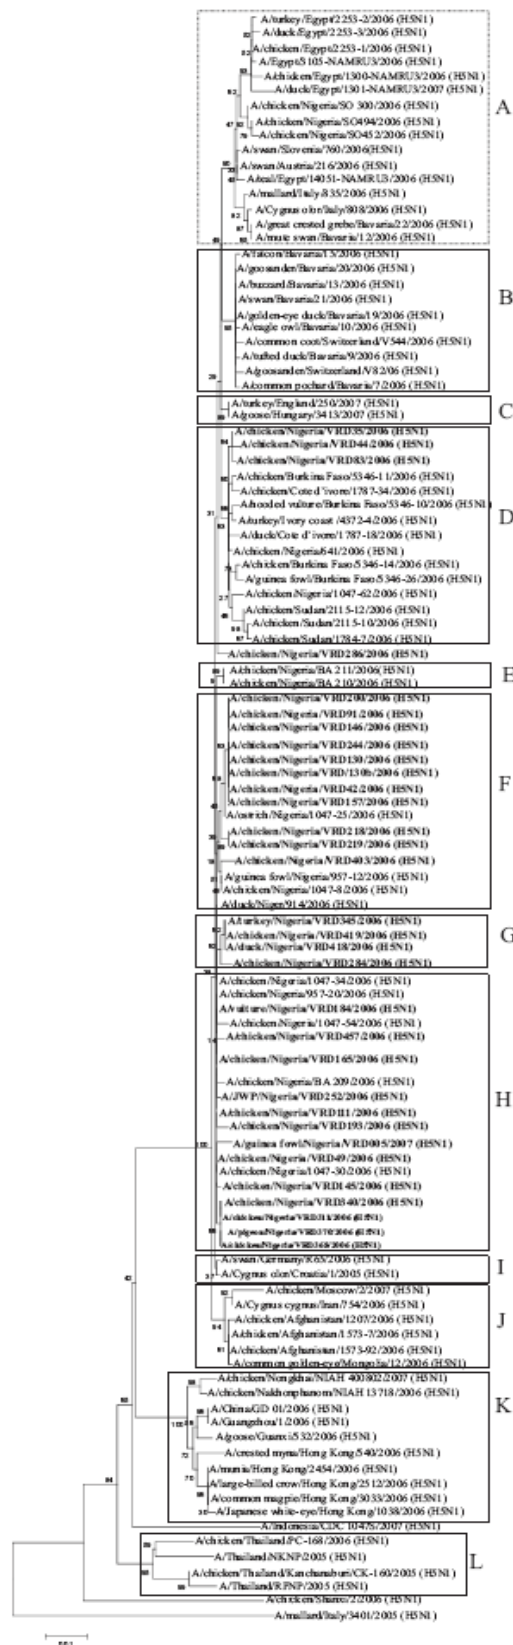 A/turkey/Egypt/2253-2/2006 (H5N1)
A/duck/Egypt/2253-3/2006 (H5N1)
A/chicken/Egypt/2253-1/2006 (H5N1)
A/Egypt/3105-NAMRU3/2006 (H5N1)
A/chicken/Egypt/1300-NAMRU3/2006 (H5N1)
A/duck/Egypt/1301-NAMRU3/2007 (H5N1)
A
A/chicken/Nigeria/SO 300/2006 (H5N1)
A/chicken/Nigeria/SO494/2006 (H5N1)
A/chicken/Nigeria/SO452/2006 (H5N1)
A/swan/Slovenia/760/2006(H5N1)
A/swan/Austria/216/2006 (H5N1)
A/teal/Egypt/14051-NAMRU3/2006 (H5N1)
A/mallard/Italy/835/2006 (H5N1)
A/Cygnus olor/Italy/808/2006 (H5N1)
A/great crested grebe/Bavaria/22/2006 (H5N1)
A/mute swan/Bavaria/12/2006 (H5N1)
A/falcon/Bavaria/15/2006 (H5N1)
A/goosander/Bavaria/20/2006 (H5N1)
A/buzzard/Bavaria/13/2006 (H5N1)
A/swan/Bavaria/21/2006 (H5N1)
B
A/golden-eye duck/Bavaria/19/2006 (H5N1)
A/eagle owl/Bavaria/10/2006 (H5N1)
A/common coot/Switzerland/V544/2006 (H5N1)
A/tufted duck/Bavaria/9/2006 (H5N1)
A/goosander/Switzerland/V82/06 (H5N1)
A/common pochard/Bavaria/7/2006 (H5N1)
A/turkey/England/250/2007 (H5N1)
C
A/goose/Hungary/3413/2007 (H5N1)
A/chicken/Nigeria/VRD35/2006 (H5N1)
A/chicken/Nigeria/VRD44/2006 (H5N1)
A/chicken/Nigeria/VRD83/2006 (H5N1)
A/chicken/Burkina Faso/5346-11/2006 (H5N1)
A/chicken/Cote d'ivore/1787-34/2006 (H5N1)
A/hooded vulture/Burkina Faso/5346-10/2006 (H5N1)
D
A/turkey/Ivory coast/4372-4/2006 (H5N1)
A/duck/Cote d'ivore/1787-18/2006 (H5N1)
A/chicken/Nigeria/641/2006 (H5N1)
A/chicken/Burkina Faso/5346-14/2006 (H5N1)
A/guinea fowl/Burkina Faso/5346-26/2006 (H5N1)
A/chicken/Nigeria/1047-62/2006 (H5N1)
A/chicken/Sudan/2115-12/2006 (H5N1)
A/chicken/Sudan/2115-10/2006 (H5N1)
A/chicken/Sudan/1784-7/2006 (H5N1)
A/chicken/Nigeria/VRD286/2006 (H5N1)
A/chicken/Nigeria/BA 211/2006(H5N1)
E
A/chicken/Nigeria/BA 210/2006 (H5N1)
A/chicken/Nigeria/VRD200/2006 (H5N1)
A/chicken/Nigeria/VRD91/2006 (H5N1)
A/chicken/Nigeria/VRD146/2006 (H5N1)
A/chicken/Nigeria/VRD244/2006 (H5N1)
A/chicken/Nigeria/VRD130/2006 (H5N1)
A/chicken/Nigeria/VRD/130b/2006 (H5N1)
F
A/chicken/Nigeria/VRD42/2006 (H5N1)
A/chicken/Nigeria/VRD157/2006 (H5N1)
A/ostrich/Nigeria/1047-25/2006 (H5N1)
A/chicken/Nigeria/VRD218/2006 (H5N1)
A/chicken/Nigeria/VRD219/2006 (H5N1)
A/chicken/Nigeria/VRD403/2006 (H5N1)
A/guinea fowl/Nigeria/957-12/2006 (H5N1)
A/chicken/Nigeria/1047-8/2006 (H5N1)
A/duck/Niger/914/2006 (H5N1)
A/turkey/Nigeria/VRD345/2006 (H5N1)
A/chicken/Nigeria/VRD419/2006 (H5N1)
G
A/duck/Nigeria/VRD418/2006 (H5N1)
A/chicken/Nigeria/VRD284/2006 (H5N1)
A/chicken/Nigeria/1047-34/2006 (H5N1)
A/chicken/Nigeria/957-20/2006 (H5N1)
A/vulture/Nigeria/VRD184/2006 (H5N1)
A/chicken/Nigeria/1047-54/2006 (H5N1)
A/chicken/Nigeria/VRD457/2006 (H5N1)
A/chicken/Nigeria/VRD165/2006 (H5N1)
A/chicken/Nigeria/BA 209/2006 (H5N1)
A/JWP/Nigeria/VRD252/2006 (H5N1)
H
A/chicken/Nigeria/VRD111/2006 (H5N1)
A/chicken/Nigeria/VRD193/2006 (H5N1)
A/guinea fowl/Nigeria/VRD005/2007 (H5N1)
A/chicken/Nigeria/VRD49/2006 (H5N1)
A/chicken/Nigeria/1047-30/2006 (H5N1)
A/chicken/Nigeria/VRD145/2006 (H5N1)
A/chicken/Nigeria/VRD340/2006 (H5N1)
A/pigeon/Nigeria/VRD370/2006 (H5N1)
A/swan/Germany/R65/2006 (H5N1)
I
A/Cygnus olor/Croatia/1/2005 (H5N1)
A/chicken/Moscow/2/2007 (H5N1)
A/Cygnus cygnus/Iran/754/2006 (H5N1)
A/chicken/Afghanistan/1207/2006 (H5N1)
J
A/chicken/Afghanistan/1573-7/2006 (H5N1)
A/chicken/Afghanistan/1573-92/2006 (H5N1)
A/common golden-eye/Mongolia/12/2006 (H5N1)
A/chicken/Nongkhai/NIAH 400802/2007 (H5N1)
A/chicken/Nakhonphanom/NIAH 13718/2006 (H5N1)
K
A/China/GD 01/2006 (H5N1)
A/Guangzhou/1/2006 (H5N1)
A/goose/Guanxi/532/2006 (H5N1)
A/crested myna/Hong Kong/540/2006 (H5N1)
A/munia/Hong Kong/2454/2006 (H5N1)
A/large-billed crow/Hong Kong/2512/2006 (H5N1)
A/common magpie/Hong Kong/3033/2006 (H5N1)
A/Japanese white-eye/Hong Kong/1038/2006 (H5N1)
A/Indonesia/CDC 1047S/2007 (H5N1)
A/chicken/Thailand/PC-168/2006 (H5N1)
A/Thailand/NKNP/2005 (H5N1)
L
A/chicken/Thailand/Kanchanaburi/CK-160/2005 (H5N1)
A/Thailand/RPNP/2005 (H5N1)
A/chicken/Shanxi/2/2006 (H5N1)
A/mallard/Italy/3401/2005 (H5N1)